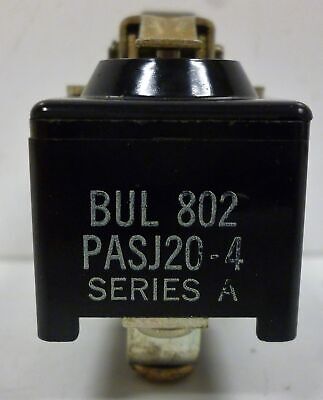 BUL 802
PASJ20-4
SERIES A